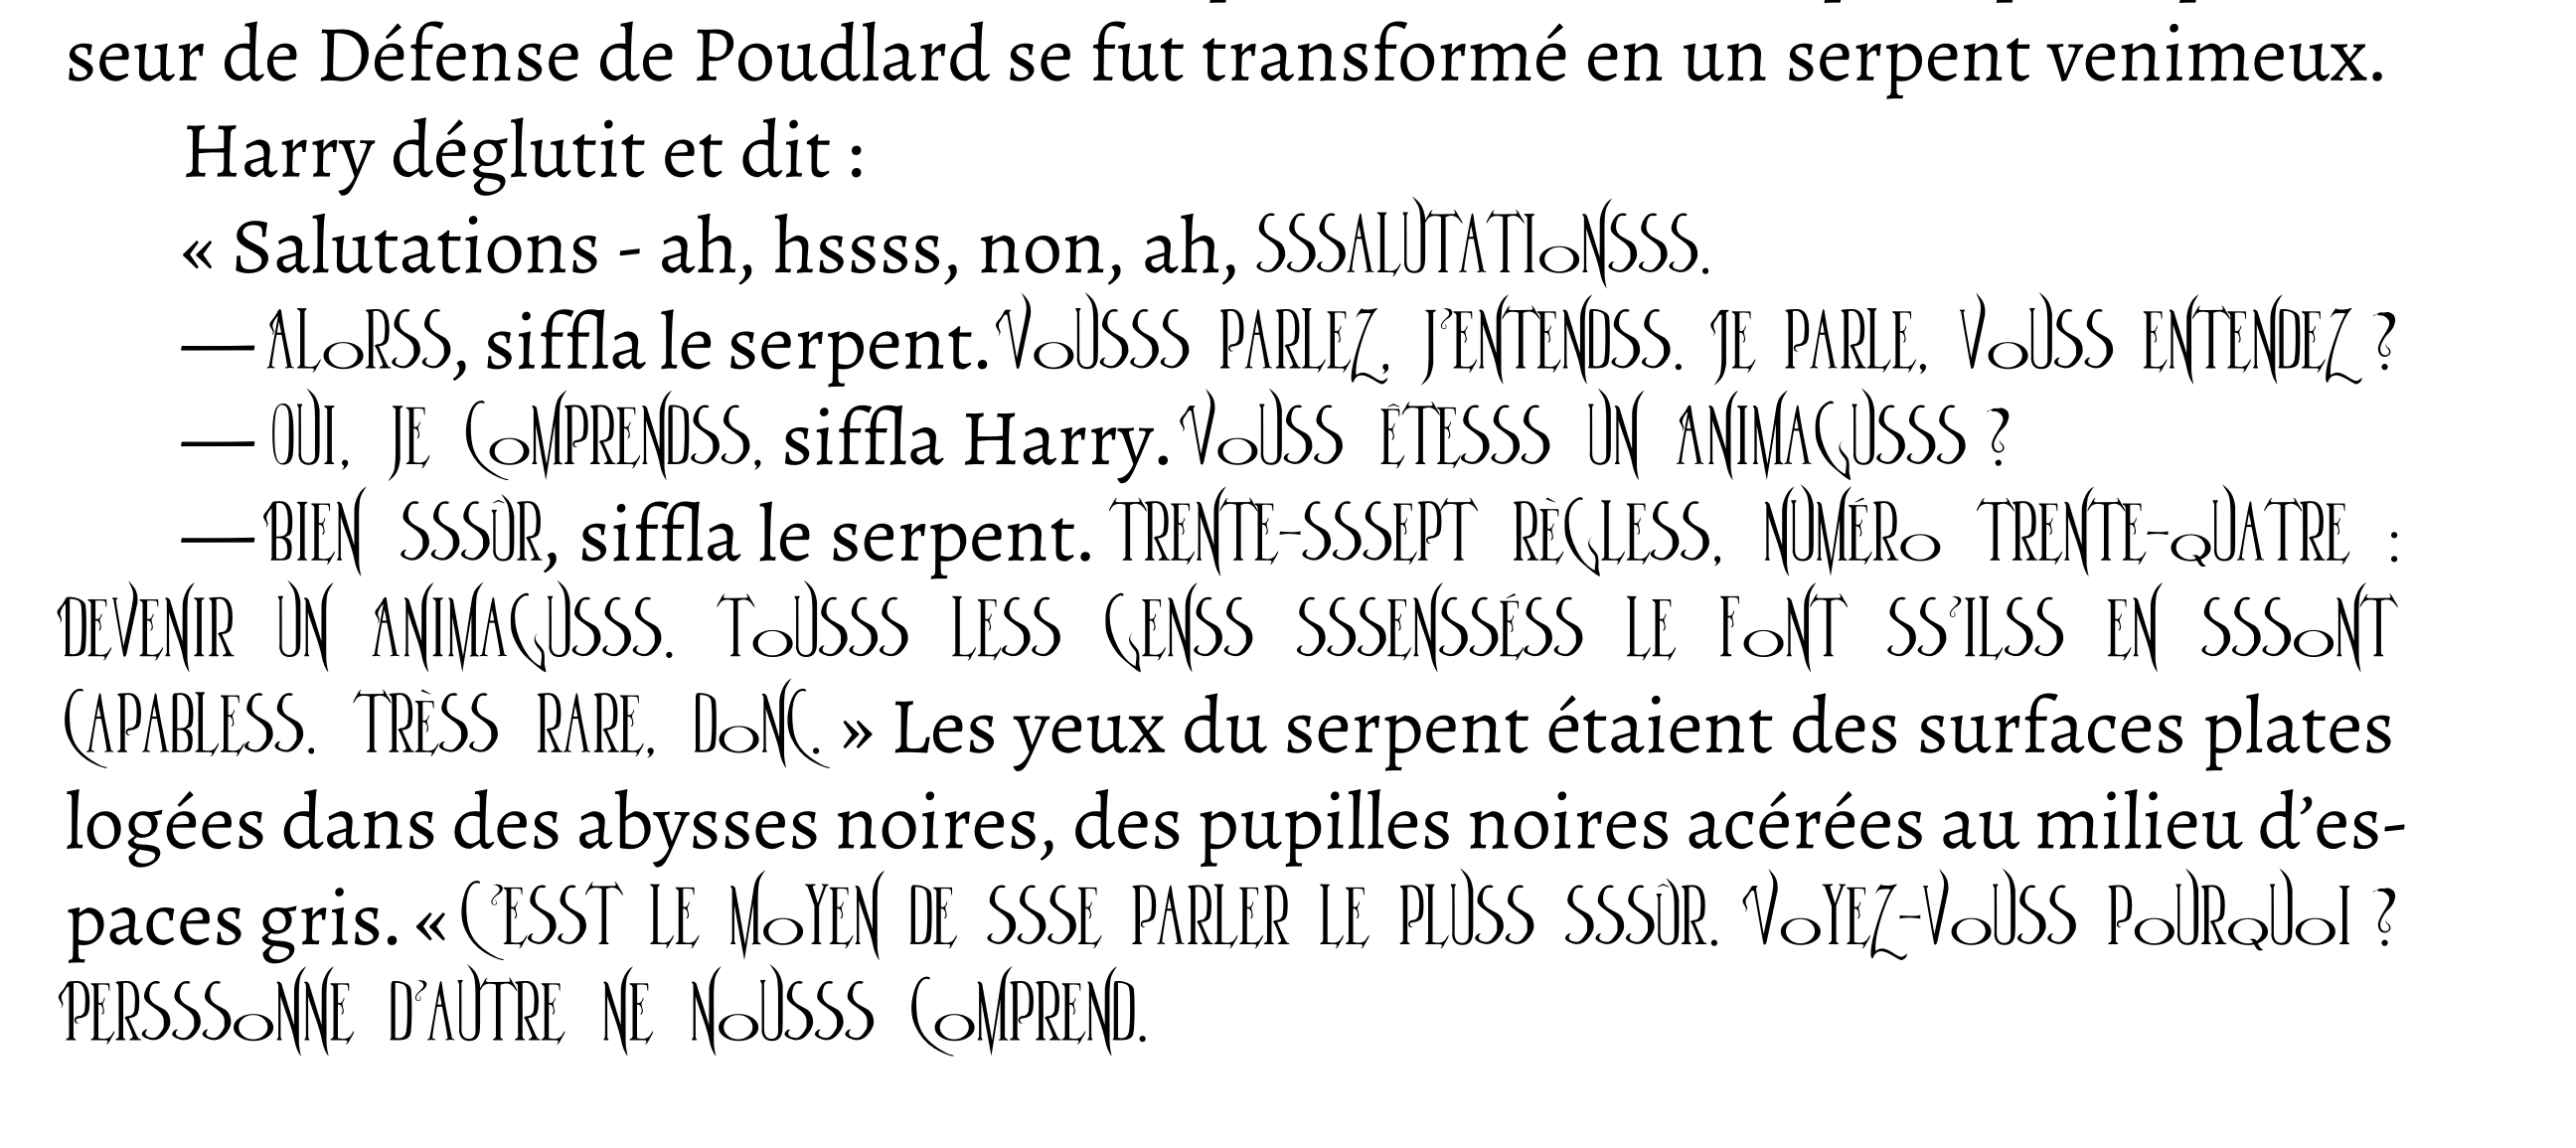 seur de Défense de Poudlard se fut transformé en un serpent venimeux.
Harry déglutit et dit :
« Salutations - ah, hssss, non, ah, SSSALUTATIONSSS.
— ALORSS, siffla le serpent. VOUSSS PARLEZ, J’ENTENDSS. JE PARLE, VOUSS ENTENDEZ ?
— OUI, JE COMPRENDSS, siffla Harry. VOUSS ÊTESSS UN ANIMAGUSSS ?
— BIEN SSSÛR, siffla le serpent. TRENTE-SSSEPT RÈGLESS, NUMÉRO TRENTE-QUATRE :
DEVENIR UN ANIMAGUSSS. TOUSSS LESS GENSS SSSENSSÉSS LE FONT SS’ILSS EN SSSONT
CAPABLESS. TRÈSS RARE, DONC. » Les yeux du serpent étaient des surfaces plates
logées dans des abysses noires, des pupilles noires acérées au milieu d’es-
paces gris. « C’ESST LE MOYEN DE SSSE PARLER LE PLUSS SSSÛR. VOYEZ-VOUSS POURQUOI ?
PERSSSONNE D’AUTRE NE NOUSSS COMPREND.